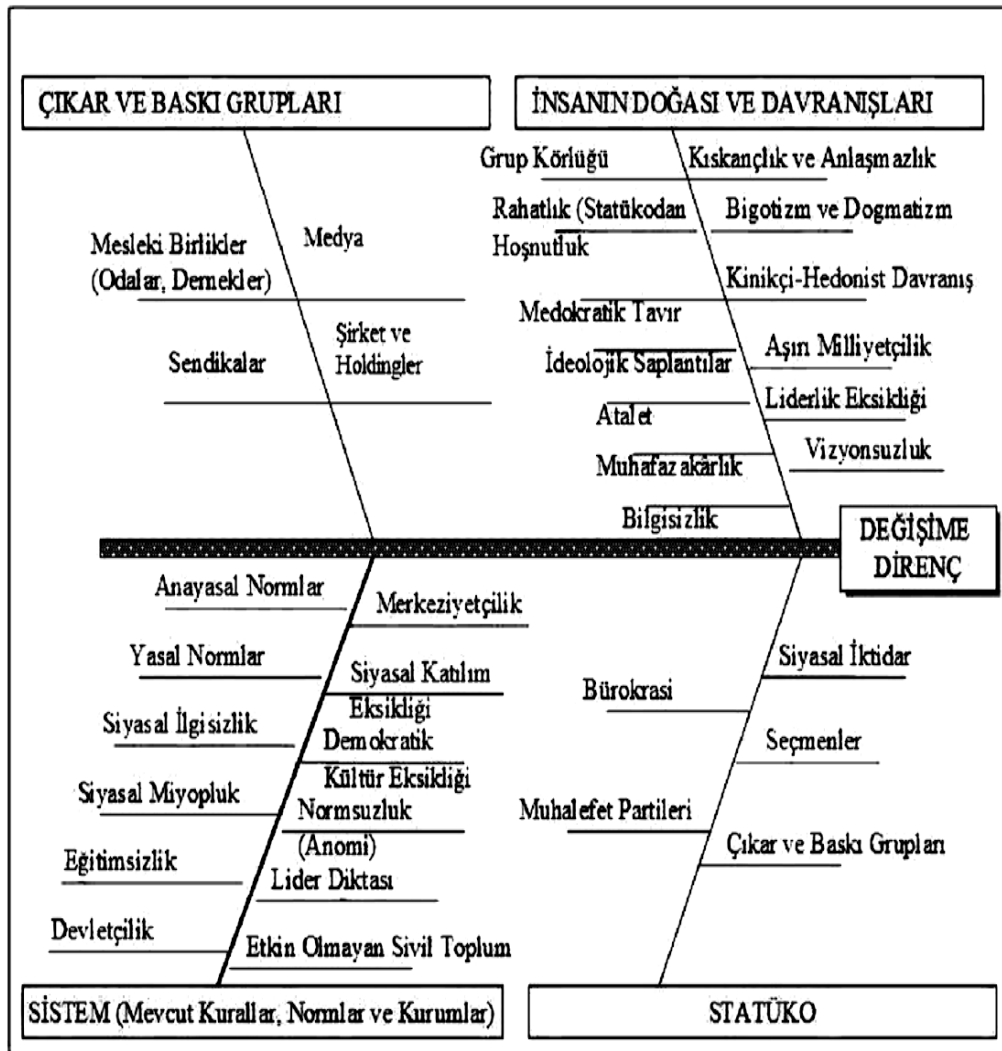 ÇIKAR VE BASKI GRUPLARI
Mesleki Birlikler
(Odalar, Dernekler)
Medya
Sendikalar
Şirket ve
Holdingler
İNSANIN DOĞASI VE DAVRANIŞLARI
Grup Körlüğü
Kıskançlık ve Anlaşmazlık
Rahatlık (Statükodan
Hoşnutluk
Bigotizm ve Dogmatizm
Kinikçi-Hedonist Davranış
Medokratik Tavır
Aşırı Milliyetçilik
İdeolojik Saplantılar
Liderlik Eksikliği
Atalet
Vizyonsuzluk
Muhafazakârlık
Bilgisizlik
DEĞİŞİME
DİRENÇ
Anayasal Normlar
Merkeziyetçilik
Yasal Normlar
Siyasal Katılım
Eksikliği
Siyasal İlgisizlik
Demokratik
Kültür Eksikliği
Siyasal Miyopluk
Normsuzluk
(Anomi)
Eğitimsizlik
Lider Diktası
Devletçilik
Etkin Olmayan Sivil Toplum
SİSTEM (Mevcut Kurallar, Normlar ve Kurumlar)
Siyasal İktidar
Bürokrasi
Seçmenler
Muhalefet Partileri
Çıkar ve Baskı Grupları
STATÜKO